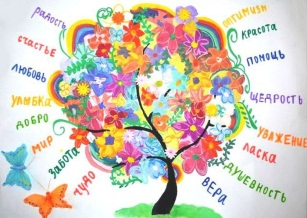 радость
счастье
любовь
улыбка
добро
мир
забота
чудо
оптимизм
красота
помощь
щедрость
уважение
ласка
душевность
вера